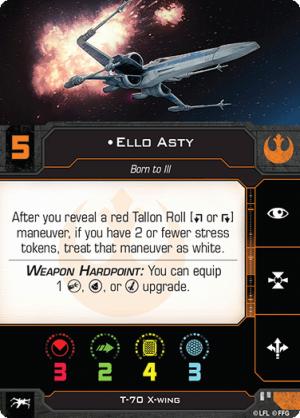 5
• Ello Asty
Born to Ill
After you reveal a red Tallon Roll [ or ]
maneuver, if you have 2 or fewer stress
tokens, treat that maneuver as white.
Weapon Hardpoint: You can equip
1 , , or upgrade.
3 2 4 3
T-70 X-wing
©LFL ©FFG